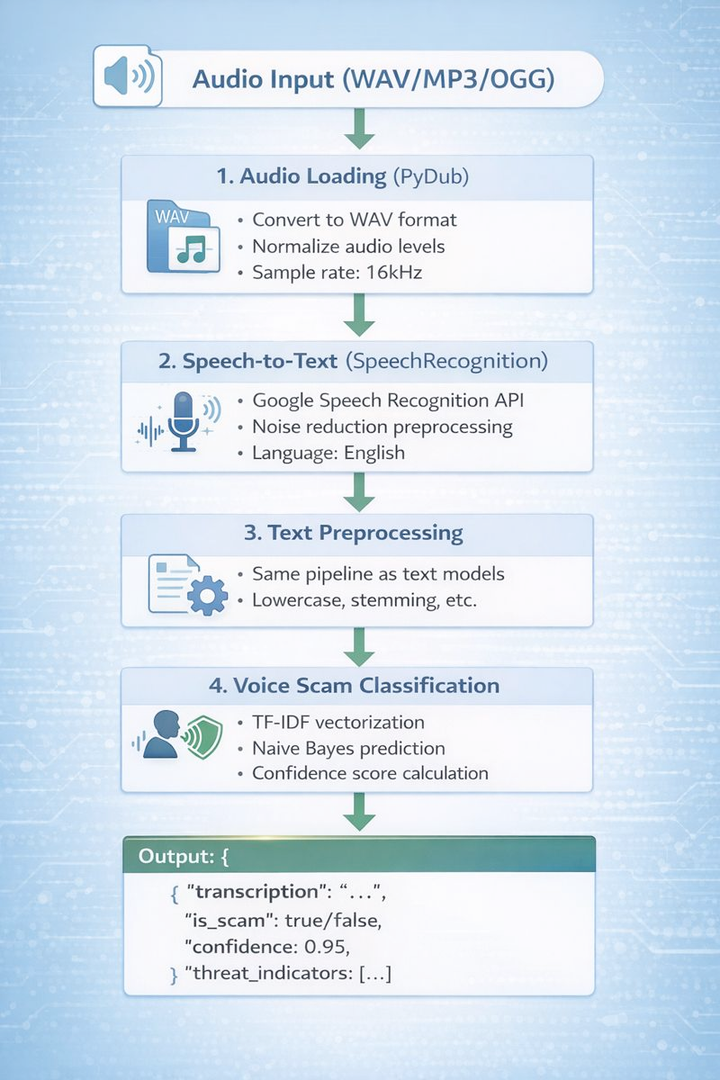 Audio Input (WAV/MP3/OGG)
1. Audio Loading (PyDub)
WAV
• Convert to WAV format
• Normalize audio levels
• Sample rate: 16kHz
2. Speech-to-Text (SpeechRecognition)
• Google Speech Recognition API
• Noise reduction preprocessing
• Language: English
3. Text Preprocessing
• Same pipeline as text models
• Lowercase, stemming, etc.
4. Voice Scam Classification
• TF-IDF vectorization
• Naive Bayes prediction
• Confidence score calculation
Output: {
{ "transcription": “...",
"is_scam": true/false,
"confidence: 0.95,
} "threat_indicators: [...]